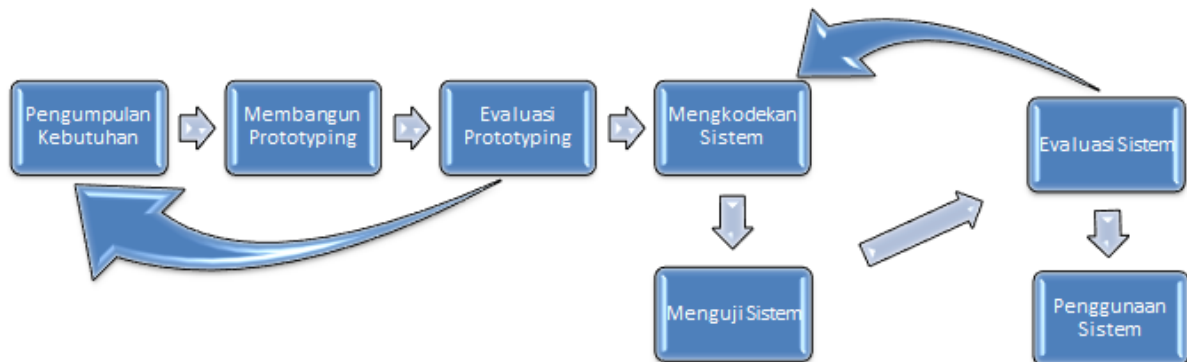 Pengumpulan
Kebutuhan
Membangun
Prototyping
Evaluasi
Prototyping
Mengkodekan
Sistem
Evaluasi Sistem
Menguji Sistem
Penggunaan
Sistem